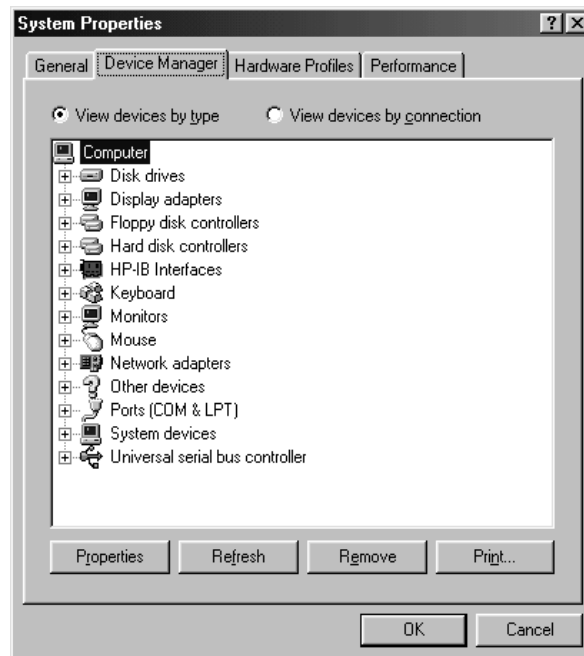 System Properties
General Device Manager Hardware Profiles Performance
View devices by type View devices by connection
Computer
Disk drives
Display adapters
Floppy disk controllers
Hard disk controllers
HP-IB Interfaces
Keyboard
Monitors
Mouse
Network adapters
Other devices
Ports (COM & LPT)
System devices
Universal serial bus controller
Properties Refresh Remove Print...
OK Cancel